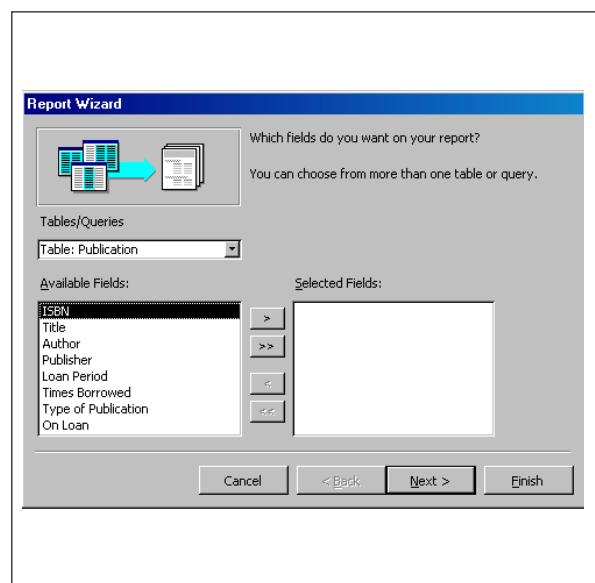 Report Wizard
Which fields do you want on your report?
You can choose from more than one table or query.
Tables/Queries
Table: Publication
Available Fields:
Selected Fields:
ISBN
Title
Author
Publisher
Loan Period
Times Borrowed
Type of Publication
On Loan
>
>>
<
<<
Cancel
< Back
Next >
Finish